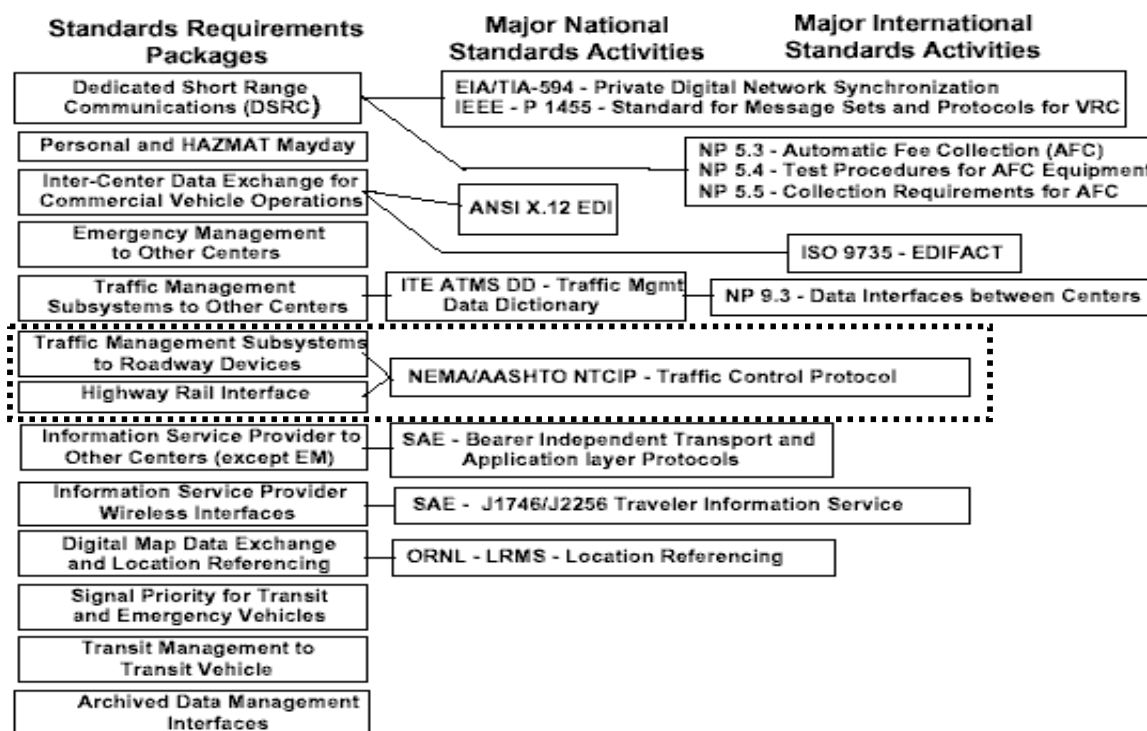 Standards Requirements
Packages
Major National
Standards Activities
Major International
Standards Activities
Dedicated Short Range
Communications (DSRC)
EIA/TIA-594 - Private Digital Network Synchronization
IEEE - P 1455 - Standard for Message Sets and Protocols for VRC
Personal and HAZMAT Mayday
NP 5.3 - Automatic Fee Collection (AFC)
NP 5.4 - Test Procedures for AFC Equipment
NP 5.5 - Collection Requirements for AFC
Inter-Center Data Exchange for
Commercial Vehicle Operations
ANSI X.12 EDI
Emergency Management
to Other Centers
ISO 9735 - EDIFACT
Traffic Management
Subsystems to Other Centers
ITE ATMS DD - Traffic Mgmt
Data Dictionary
NP 9.3 - Data Interfaces between Centers
Traffic Management Subsystems
to Roadway Devices
Highway Rail Interface
NEMA/AASHTO NTCIP - Traffic Control Protocol
Information Service Provider to
Other Centers (except EM)
SAE - Bearer Independent Transport and
Application layer Protocols
Information Service Provider
Wireless Interfaces
SAE - J1746/J2256 Traveler Information Service
Digital Map Data Exchange
and Location Referencing
ORNL - LRMS - Location Referencing
Signal Priority for Transit
and Emergency Vehicles
Transit Management to
Transit Vehicle
Archived Data Management
Interfaces